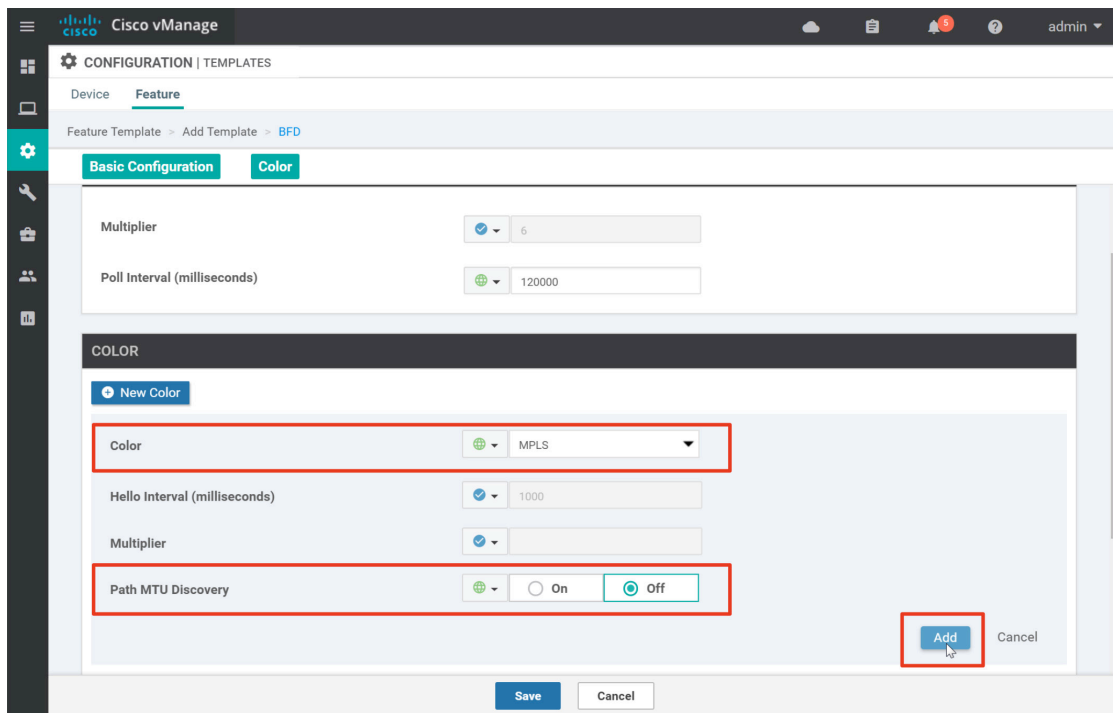 cisco Cisco vManage 5 admin
CONFIGURATION | TEMPLATES
Device Feature
Feature Template > Add Template > BFD
Basic Configuration Color
Multiplier 6
Poll Interval (milliseconds) 120000
COLOR
New Color
Color MPLS
Hello Interval (milliseconds) 1000
Multiplier
Path MTU Discovery On Off
Add Cancel
Save Cancel